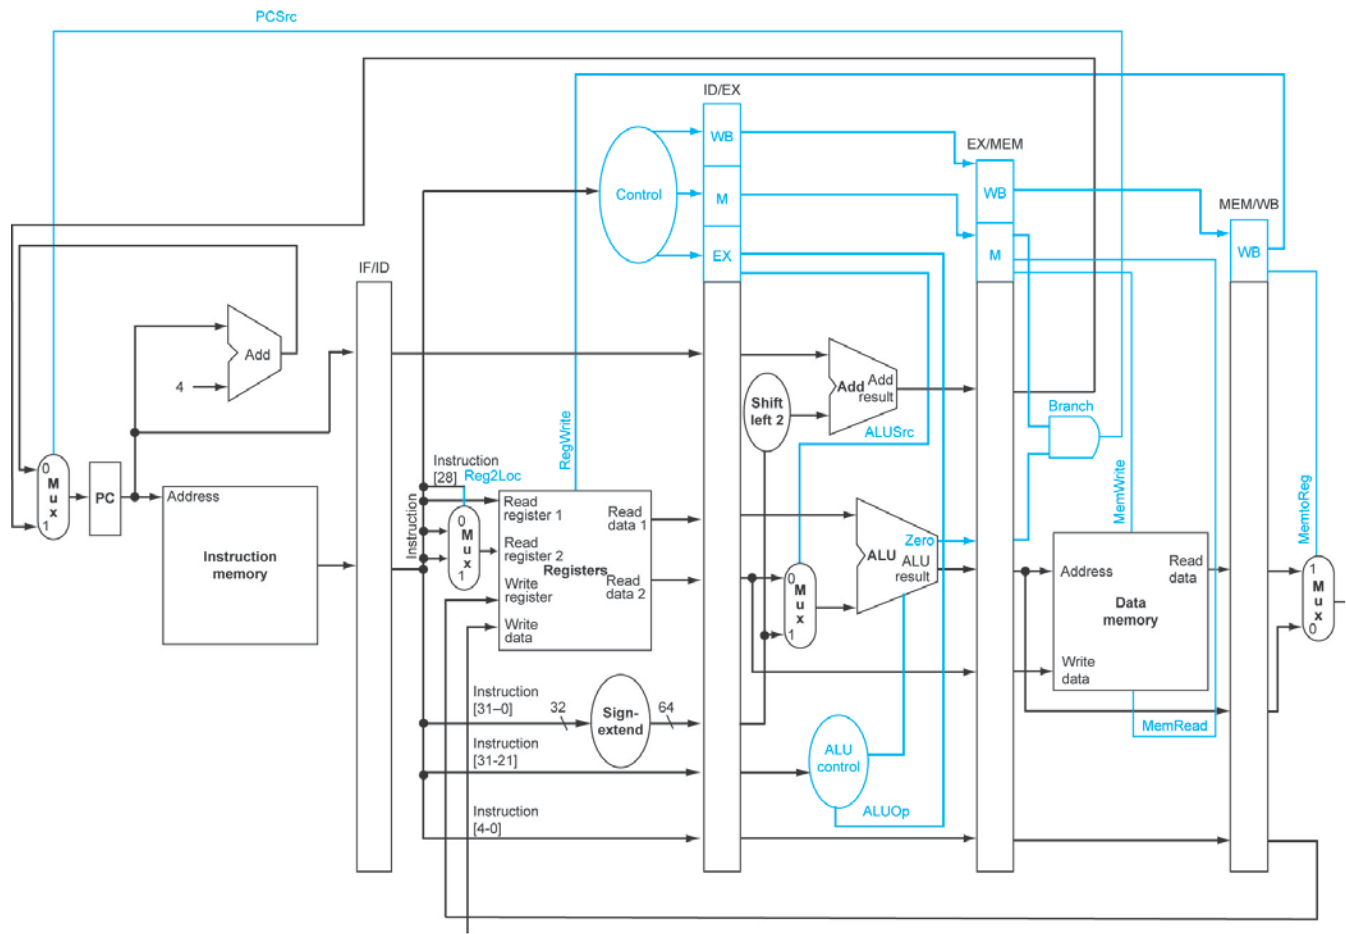 PCSrc
ID/EX
WB
EX/MEM
Control
M
WB
MEM/WB
EX
M
WB
IF/ID
Add
4
Shift
left 2
Add
Add
result
Branch
ALUSrc
RegWrite
MemWrite
MemtoReg
0
M
u
x
1
PC
Address
Instruction
memory
Instruction
Instruction
[28]
Reg2Loc
0
M
u
x
1
Read
register 1
Read
register 2
Write
register
Write
data
Registers
Read
data 1
Read
data 2
0
M
u
x
1
Zero
ALU
ALU
result
Address
Read
data
Data
memory
Write
data
MemRead
1
M
u
x
0
Instruction
[31–0]
32
Sign-
extend
64
Instruction
[31-21]
ALU
control
ALUOp
Instruction
[4-0]